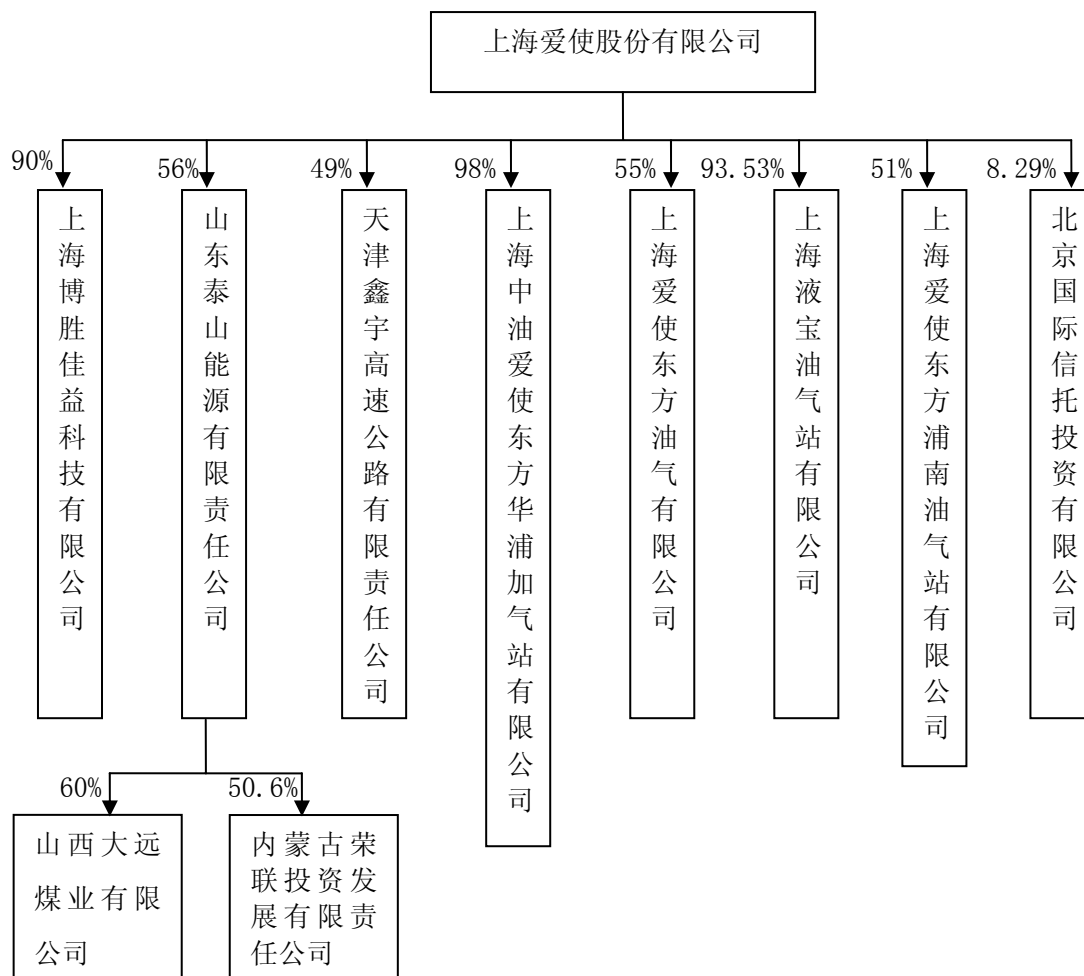 上海爱使股份有限公司
90%
56%
49%
98%
55%
93.53%
51%
8.29%
上海博胜佳益科技有限公司
山东泰山能源有限责任公司
天津鑫宇高速公路有限责任公司
上海中油爱使东方华浦加气站有限公司
上海爱使东方油气有限公司
上海液宝油气站有限公司
上海爱使东方浦南油气站有限公司
北京国际信托投资有限公司
60%
50.6%
山西大远
煤业有限
公司
内蒙古荣
联投资发
展有限责
任公司